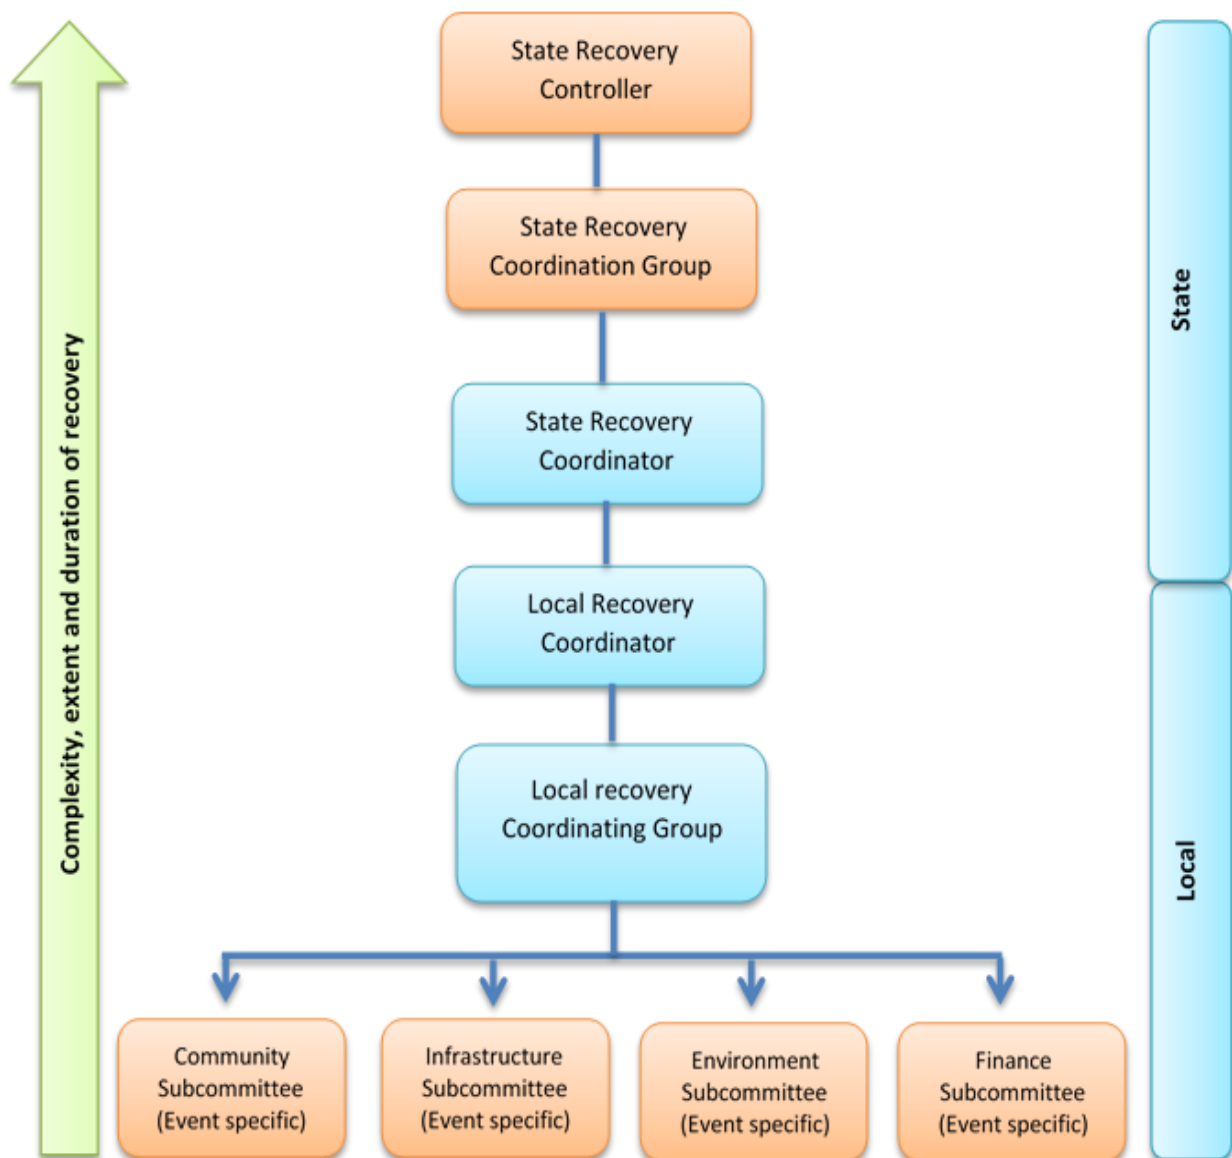 State Recovery
Controller
State Recovery
Coordination Group
State Recovery
Coordinator
Local Recovery
Coordinator
Local recovery
Coordinating Group
Community
Subcommittee
(Event specific)
Infrastructure
Subcommittee
(Event specific)
Environment
Subcommittee
(Event specific)
Finance
Subcommittee
(Event specific)
Complexity, extent and duration of recovery
State
Local